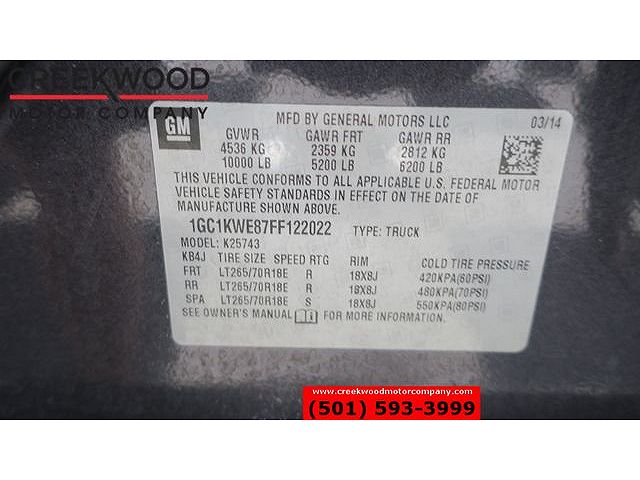 CREEKWOOD
MOTOR COMPANY
GM
MFD BY GENERAL MOTORS LLC
03/14
GVWR GAWR FRT GAWR RR
4536 KG 2359 KG 2812 KG
10000 LB 5200 LB 6200 LB
THIS VEHICLE CONFORMS TO ALL APPLICABLE U.S. FEDERAL MOTOR
VEHICLE SAFETY STANDARDS IN EFFECT ON THE DATE OF
MANUFACTURE SHOWN ABOVE.
1GC1KWE87FF122022 TYPE: TRUCK
MODEL: K25743
KB4J TIRE SIZE SPEED RTG RIM COLD TIRE PRESSURE
FRT LT265/70R18E R 18X8J 420KPA(60PSI)
RR LT265/70R18E R 18X8J 480KPA(70PSI)
SPA LT265/70R18E S 18X8J 550KPA(80PSI)
SEE OWNER'S MANUAL FOR MORE INFORMATION.
www.creekwoodmotorcompany.com
(501) 593-3999